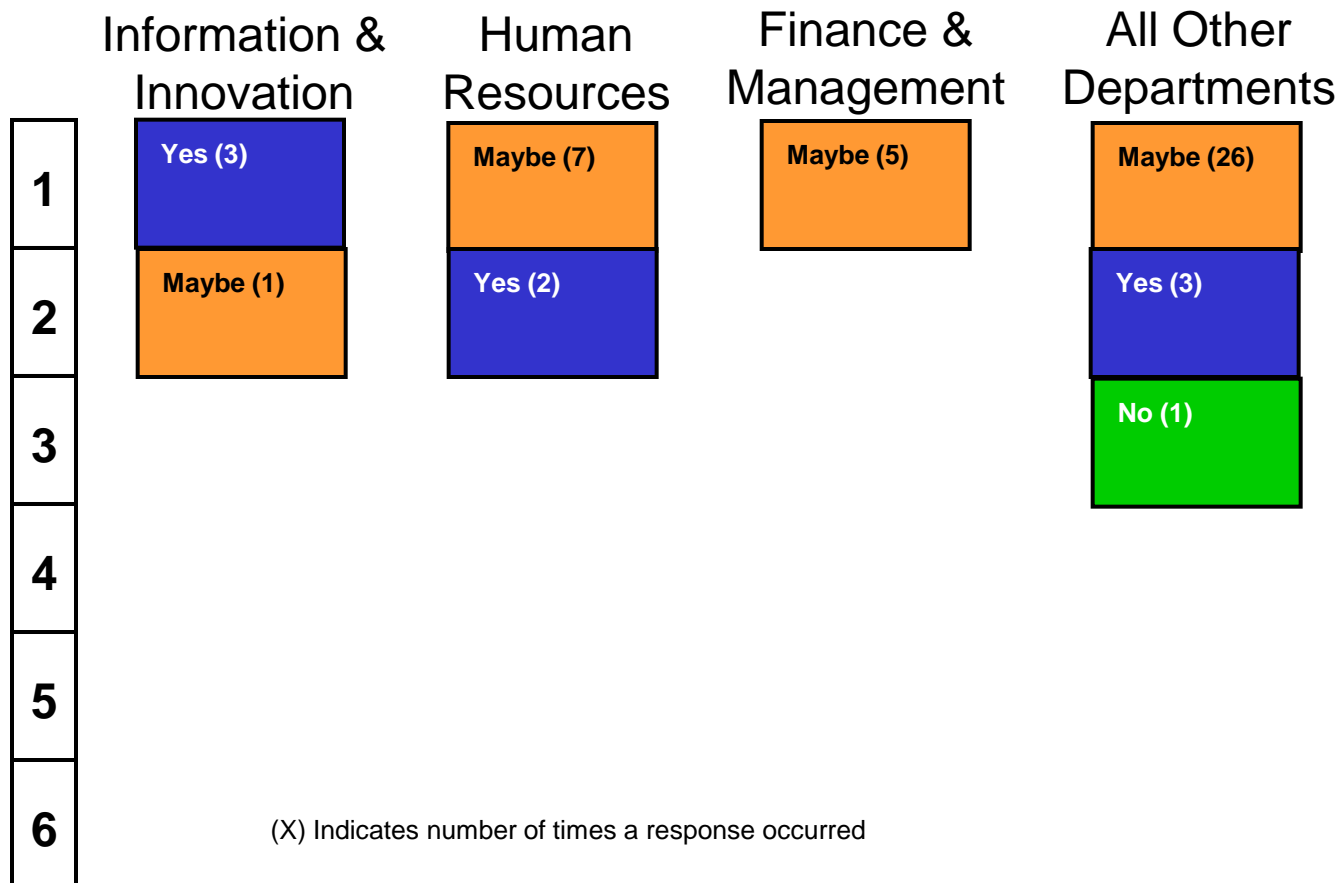 Information &
Innovation
Human
Resources
Finance &
Management
All Other
Departments
1
Yes (3)
Maybe (7)
Maybe (5)
Maybe (26)
2
Maybe (1)
Yes (2)
Yes (3)
3
No (1)
4
5
6
(X) Indicates number of times a response occurred